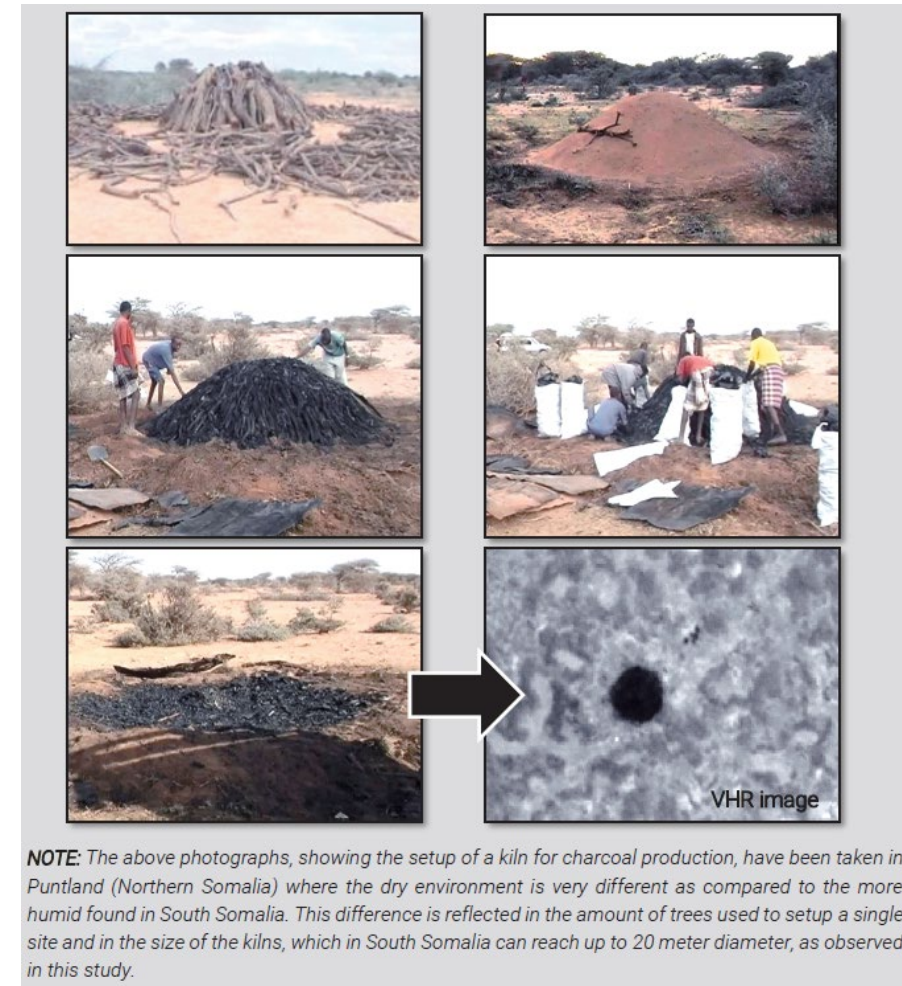 VHR image
NOTE: The above photographs, showing the setup of a kiln for charcoal production, have been taken in
Puntland (Northern Somalia) where the dry environment is very different as compared to the more
humid found in South Somalia. This difference is reflected in the amount of trees used to setup a single
site and in the size of the kilns, which in South Somalia can reach up to 20 meter diameter, as observed
in this study.